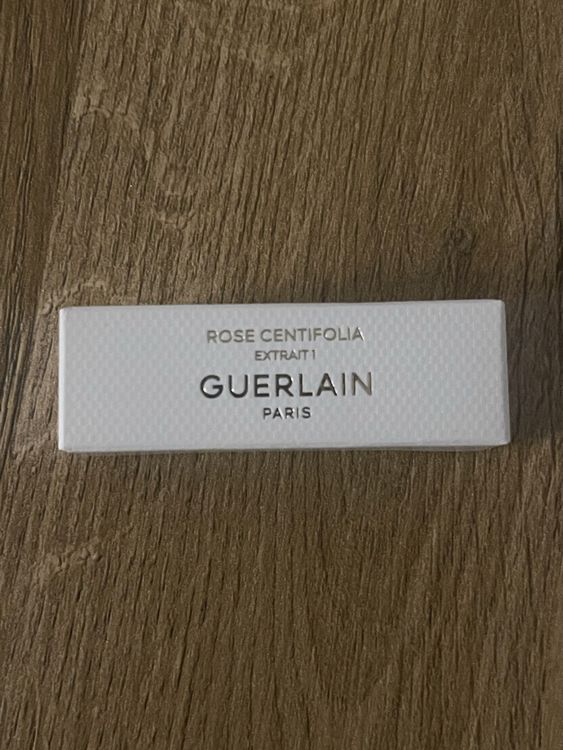 ROSE CENTIFOLIA
EXTRAIT 1
GUERLAIN
PARIS